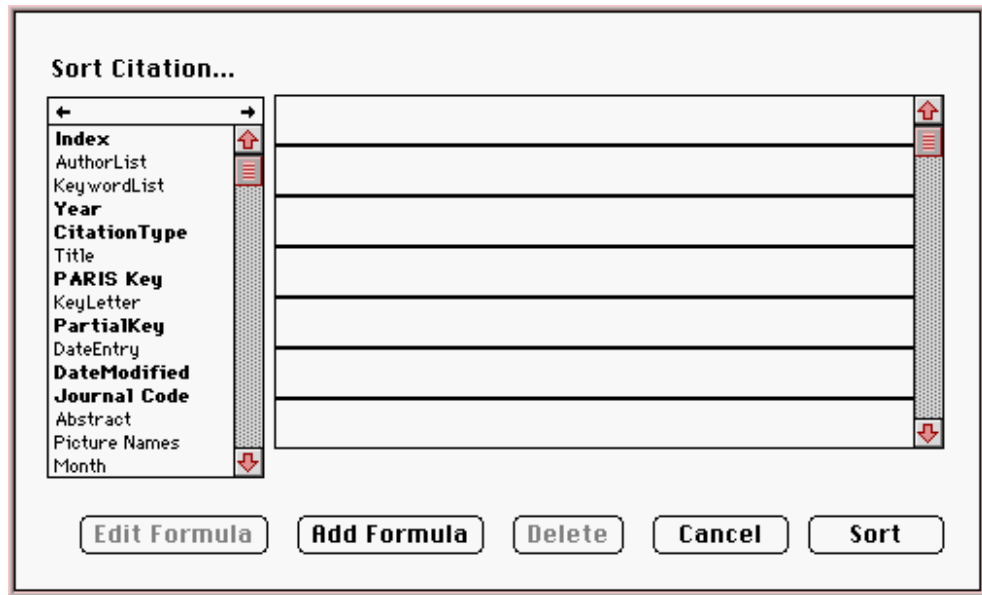 Sort Citation...
← →
Index
AuthorList
KeywordList
Year
CitationType
Title
PARIS Key
KeyLetter
PartialKey
DateEntry
DateModified
Journal Code
Abstract
Picture Names
Month
Edit Formula Add Formula Delete Cancel Sort